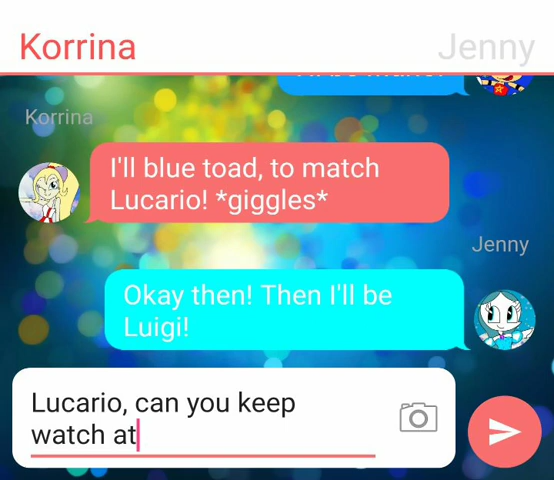 Korrina
Jenny
Korrina
I'll blue toad, to match
Lucario! *giggles*
Jenny
Okay then! Then I'll be
Luigi!
Lucario, can you keep
watch at